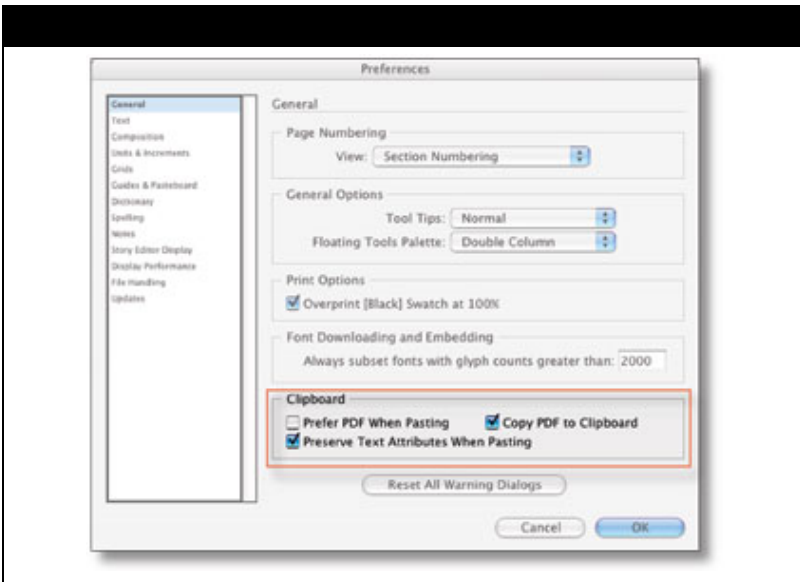 Preferences
General
Text
Composition
Units & Increments
Grids
Guides & Pasteboard
Dictionary
Spelling
Notes
Story Editor Display
Display Performance
File Handling
Updates
General
Page Numbering
View: Section Numbering
General Options
Tool Tips: Normal
Floating Tools Palette: Double Column
Print Options
Overprint [Black] Swatch at 100%
Font Downloading and Embedding
Always subset fonts with glyph counts greater than: 2000
Clipboard
Prefer PDF When Pasting Copy PDF to Clipboard
Preserve Text Attributes When Pasting
Reset All Warning Dialogs
Cancel OK